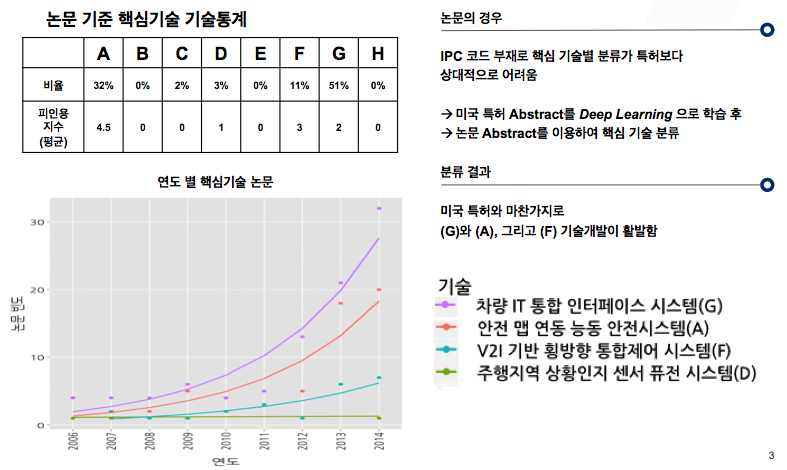 논문 기준 핵심기술 기술통계
A B C D E F G H
비율 32% 0% 2% 3% 0% 11% 51% 0%
피인용
지수
(평균) 4.5 0 0 1 0 3 2 0
연도 별 핵심기술 논문
논문 빈도
30
20
10
0
2006 2007 2008 2009 2010 2011 2012 2013 2014
연도
논문의 경우
IPC 코드 부재로 핵심 기술별 분류가 특허보다
상대적으로 어려움
→ 미국 특허 Abstract를 Deep Learning 으로 학습 후
→ 논문 Abstract를 이용하여 핵심 기술 분류
분류 결과
미국 특허와 마찬가지로
(G)와 (A), 그리고 (F) 기술개발이 활발함
기술
차량 IT 통합 인터페이스 시스템(G)
안전 맵 연동 능동 안전시스템(A)
V2I 기반 횡방향 통합제어 시스템(F)
주행지역 상황인지 센서 퓨전 시스템(D)
3